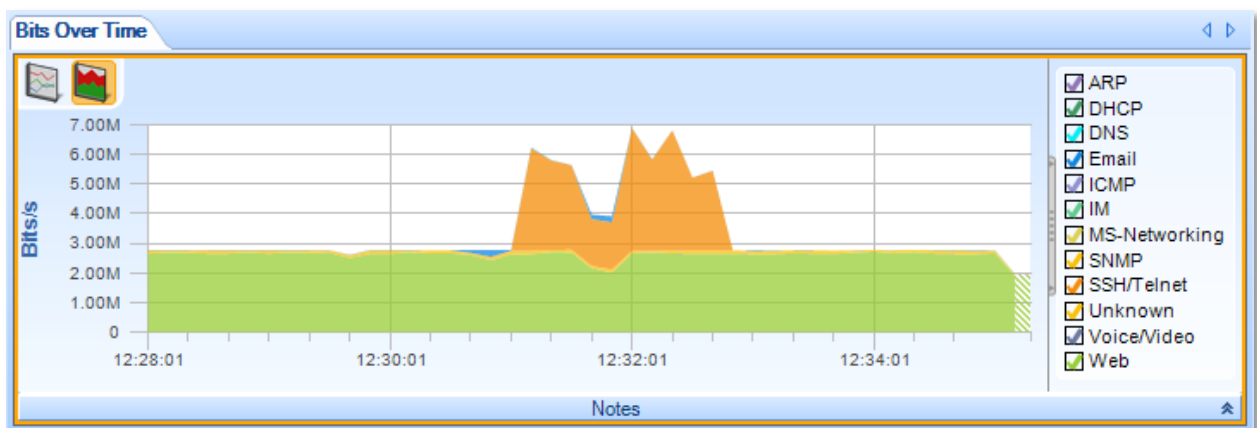 Bits Over Time
7.00M
6.00M
5.00M
4.00M
3.00M
2.00M
1.00M
0
Bits/s
12:28:01
12:30:01
12:32:01
12:34:01
ARP
DHCP
DNS
Email
ICMP
IM
MS-Networking
SNMP
SSH/Telnet
Unknown
Voice/Video
Web
Notes